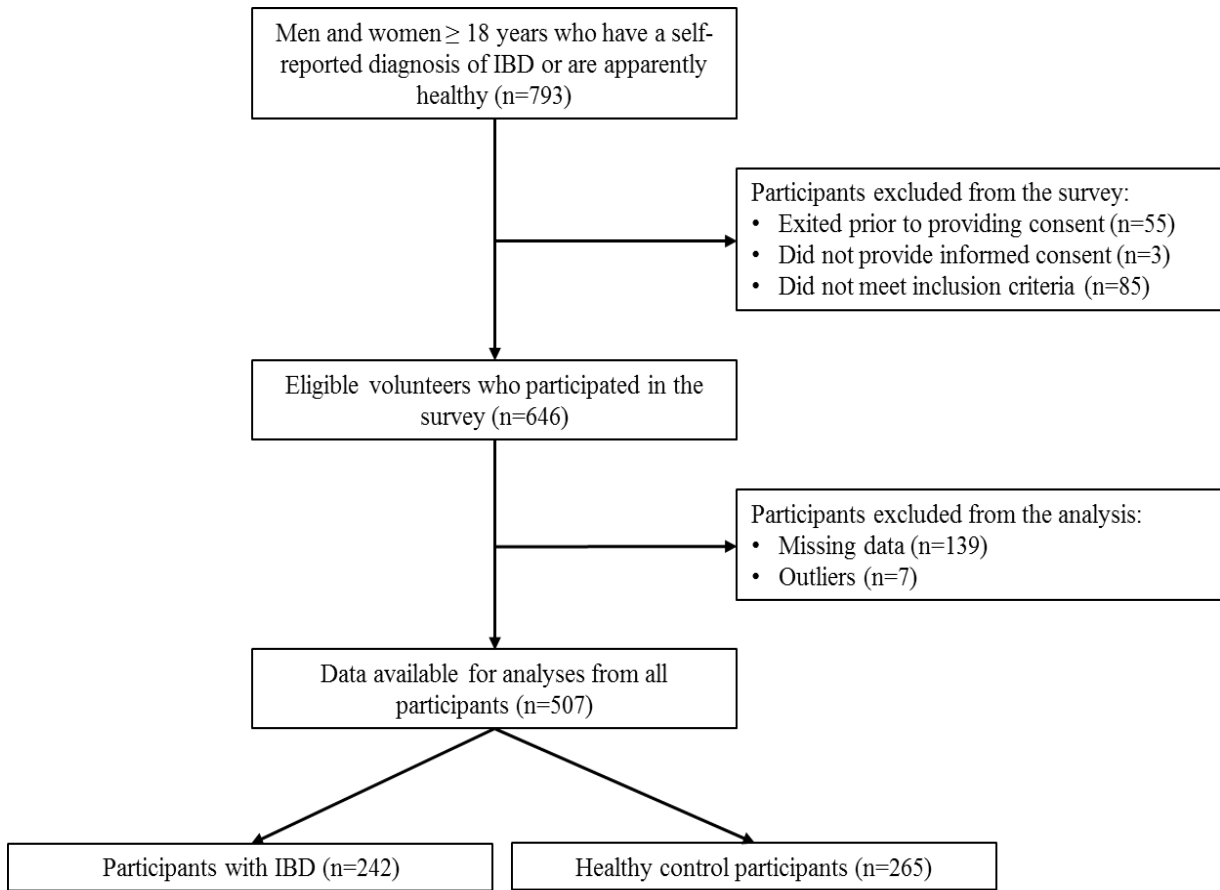 Men and women ≥ 18 years who have a self-
reported diagnosis of IBD or are apparently
healthy (n=793)
Participants excluded from the survey:
• Exited prior to providing consent (n=55)
• Did not provide informed consent (n=3)
• Did not meet inclusion criteria (n=85)
Eligible volunteers who participated in the
survey (n=646)
Participants excluded from the analysis:
• Missing data (n=139)
• Outliers (n=7)
Data available for analyses from all
participants (n=507)
Participants with IBD (n=242)
Healthy control participants (n=265)